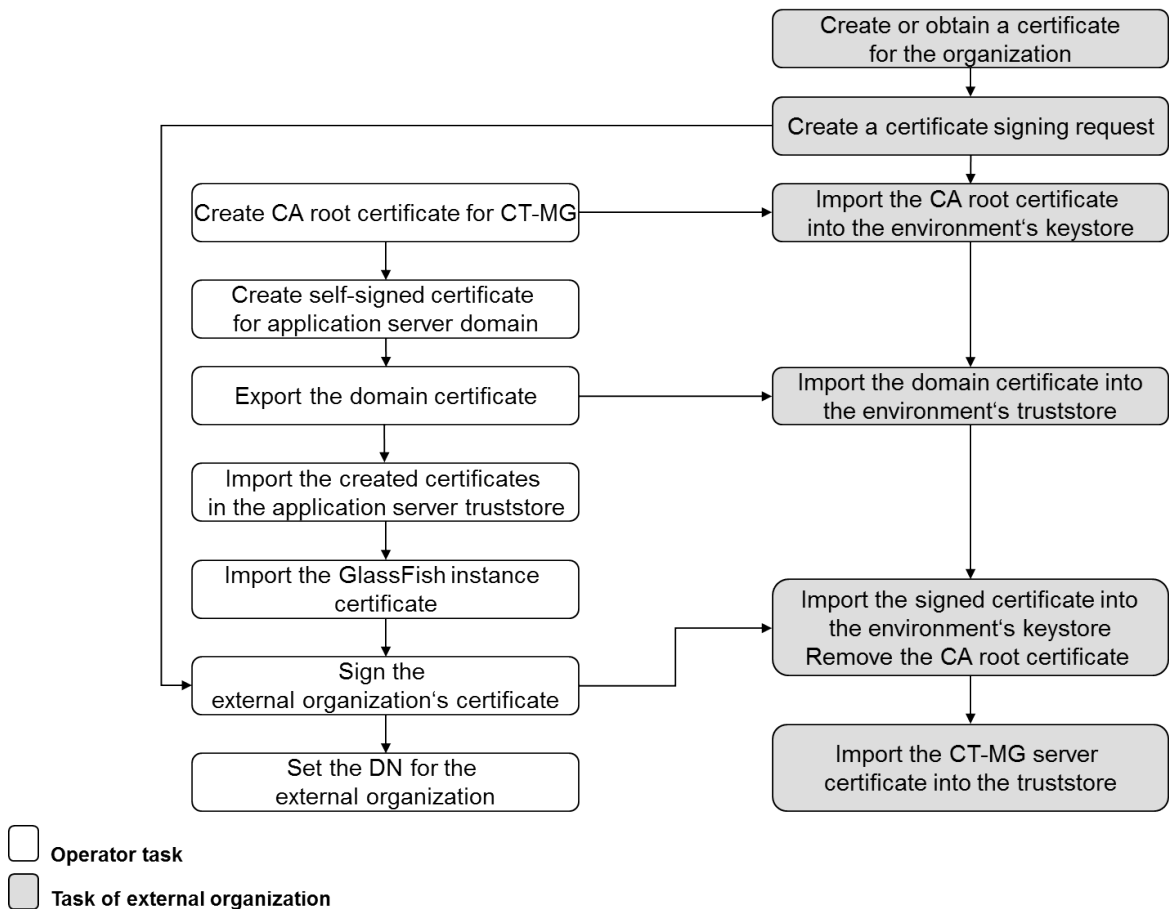 Create or obtain a certificate
for the organization
Create a certificate signing request
Create CA root certificate for CT-MG
Import the CA root certificate
into the environment‘s keystore
Create self-signed certificate
for application server domain
Export the domain certificate
Import the domain certificate into
the environment‘s truststore
Import the created certificates
in the application server truststore
Import the GlassFish instance
certificate
Import the signed certificate into
the environment‘s keystore
Remove the CA root certificate
Sign the
external organization‘s certificate
Set the DN for the
external organization
Import the CT-MG server
certificate into the truststore
Operator task
Task of external organization